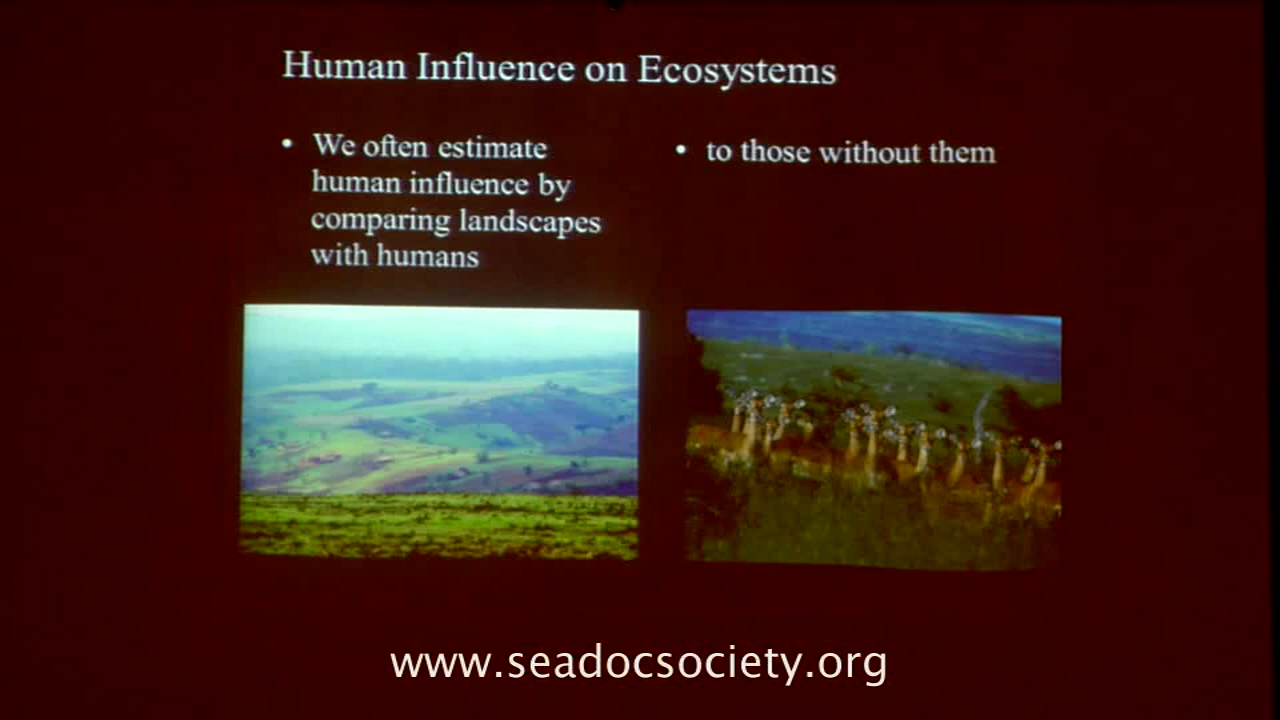 Human Influence on Ecosystems
• We often estimate
human influence by
comparing landscapes
with humans
• to those without them
www.seadocsociety.org